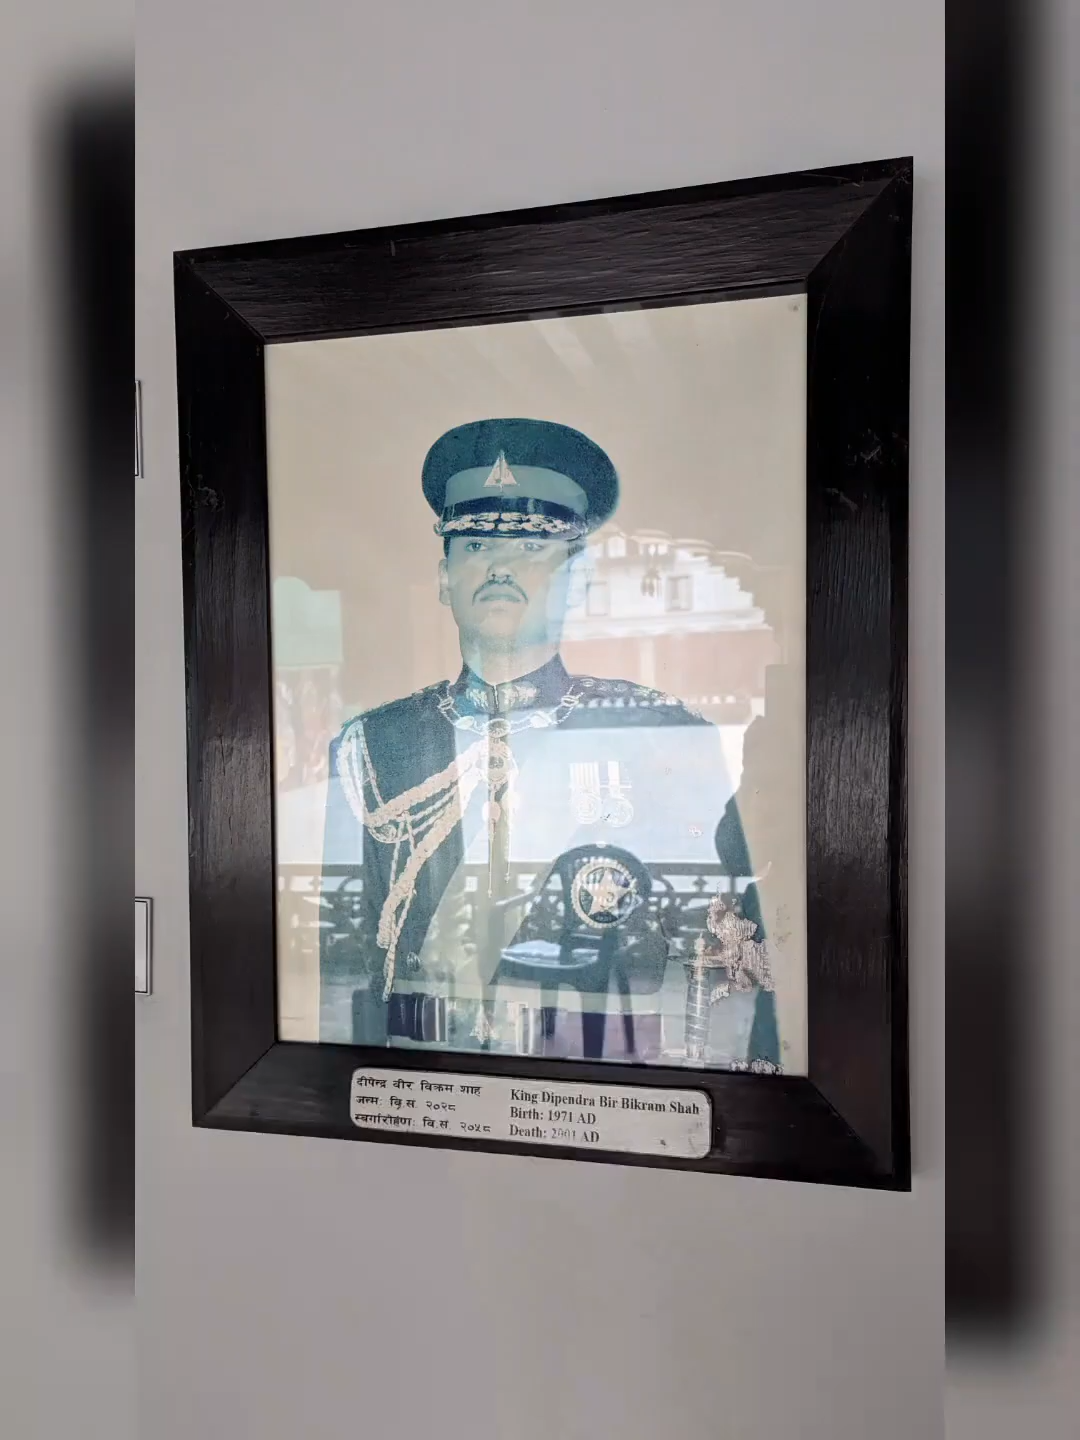 दीपेन्द्र वीर विक्रम शाह
जन्म: वि.सं. २०२८
स्वर्गारोहण: वि.सं. २०५८
King Dipendra Bir Bikram Shah
Birth: 1971 AD
Death: 2001 AD